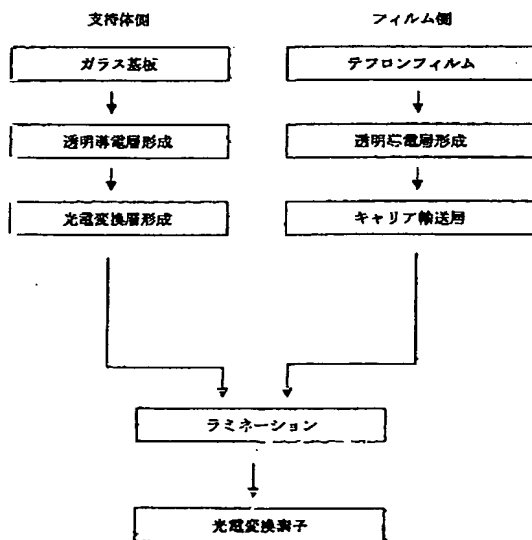 支持体側
フィルム側
ガラス基板
テフロンフィルム
透明導電層形成
透明導電層形成
光電変換層形成
キャリア輸送層
ラミネーション
光電変換素子